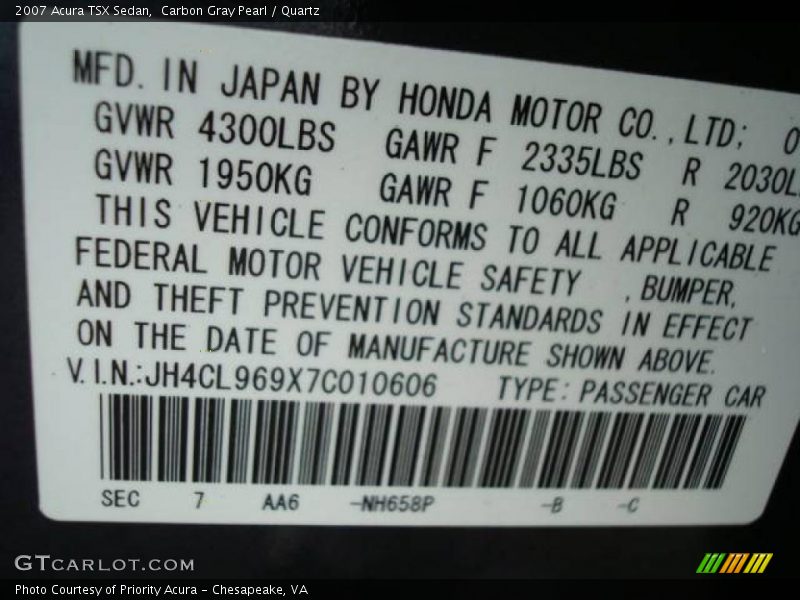 2007 Acura TSX Sedan,  Carbon Gray Pearl / Quartz
MFD. IN JAPAN BY HONDA MOTOR CO., LTD; 0
GVWR 4300LBS GAWR F 2335LBS R 2030L
GVWR 1950KG GAWR F 1060KG R 920KG
THIS VEHICLE CONFORMS TO ALL APPLICABLE
FEDERAL MOTOR VEHICLE SAFETY , BUMPER,
AND THEFT PREVENTION STANDARDS IN EFFECT
ON THE DATE OF MANUFACTURE SHOWN ABOVE.
V.I.N.:JH4CL969X7C010606 TYPE: PASSENGER CAR
SEC 7 AA6 -NH658P -B -C
GTCARLOT.COM
Photo Courtesy of Priority Acura - Chesapeake, VA